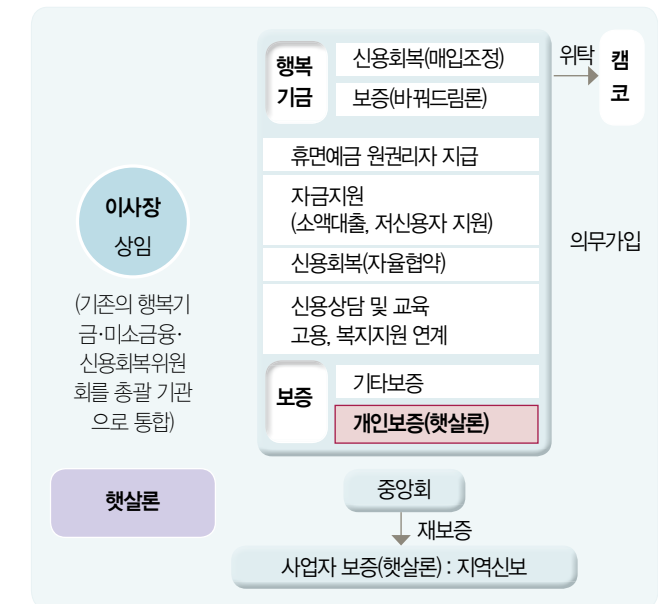 행복
기금
신용회복(매입조정)
보증(바꿔드림론)
위탁
캠
코
휴면예금 원권리자 지급
자금지원
(소액대출, 저신용자 지원)
신용회복(자율협약)
신용상담 및 교육
고용, 복지지원 연계
의무가입
이사장
상임
(기존의 행복기
금·미소금융·
신용회복위원
회를 총괄 기관
으로 통합)
보증
기타보증
개인보증(햇살론)
햇살론
중앙회
재보증
사업자 보증(햇살론) : 지역신보